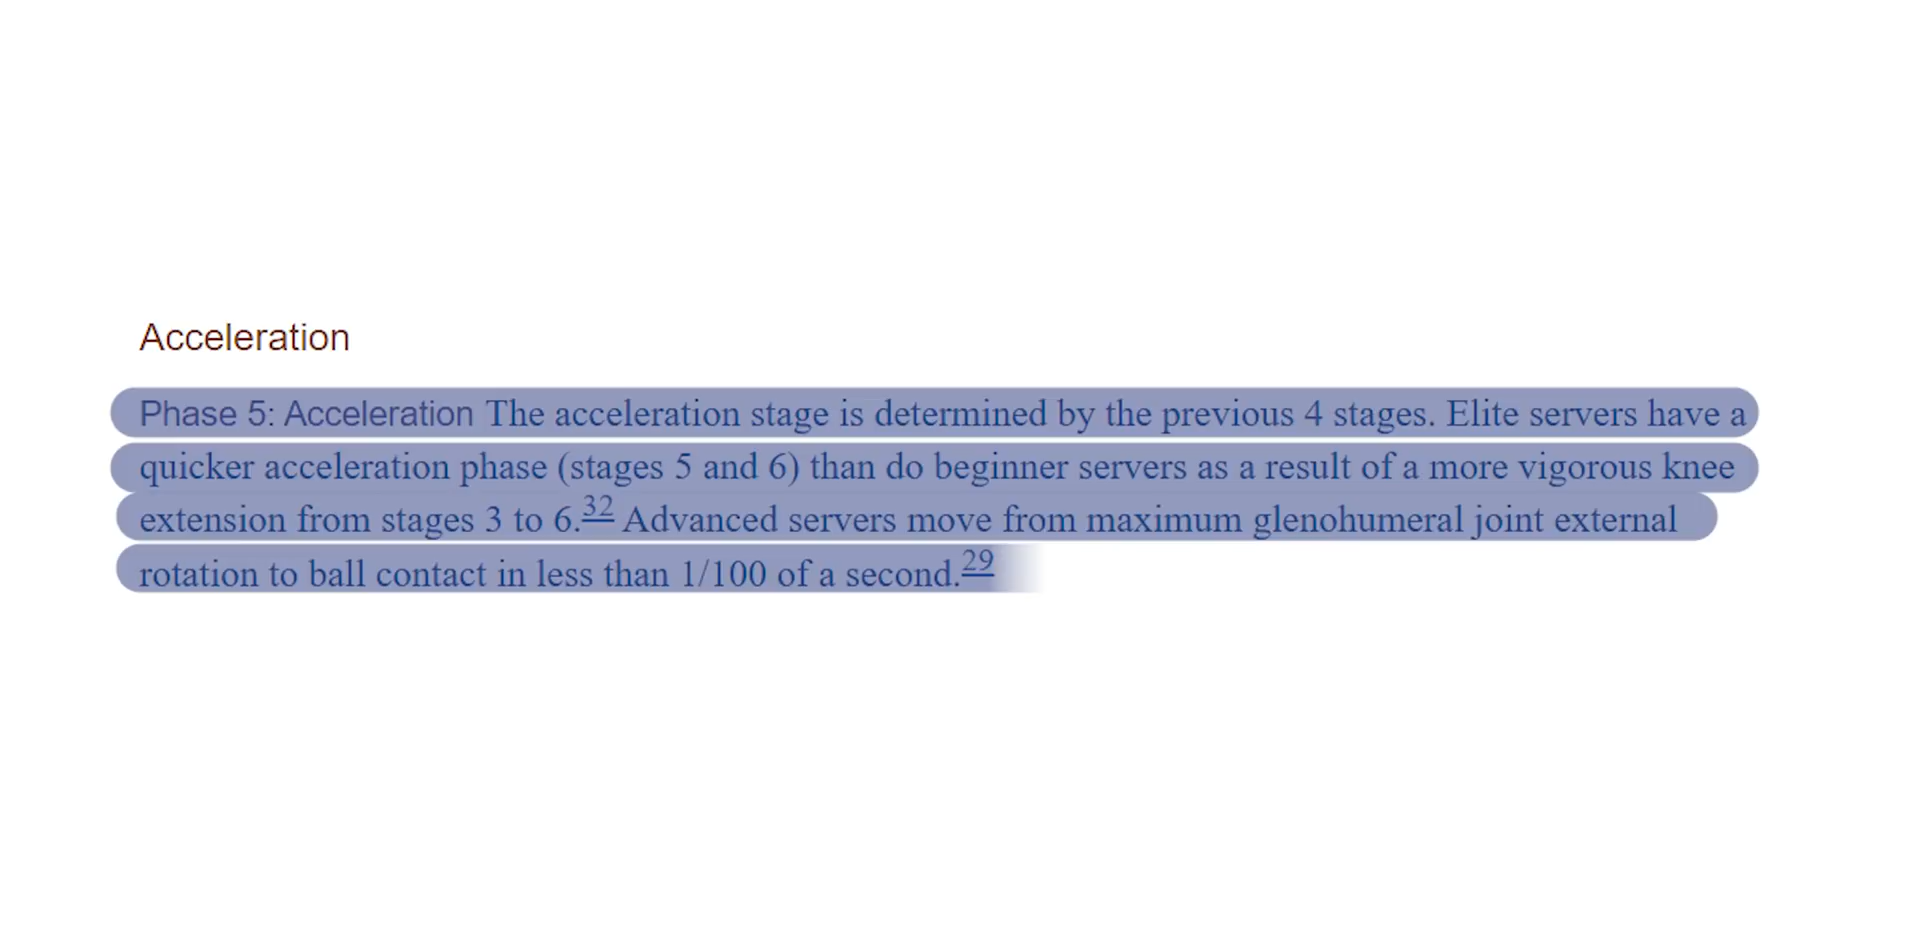 Acceleration
Phase 5: Acceleration The acceleration stage is determined by the previous 4 stages. Elite servers have a
quicker acceleration phase (stages 5 and 6) than do beginner servers as a result of a more vigorous knee
extension from stages 3 to 6.32 Advanced servers move from maximum glenohumeral joint external
rotation to ball contact in less than 1/100 of a second.29